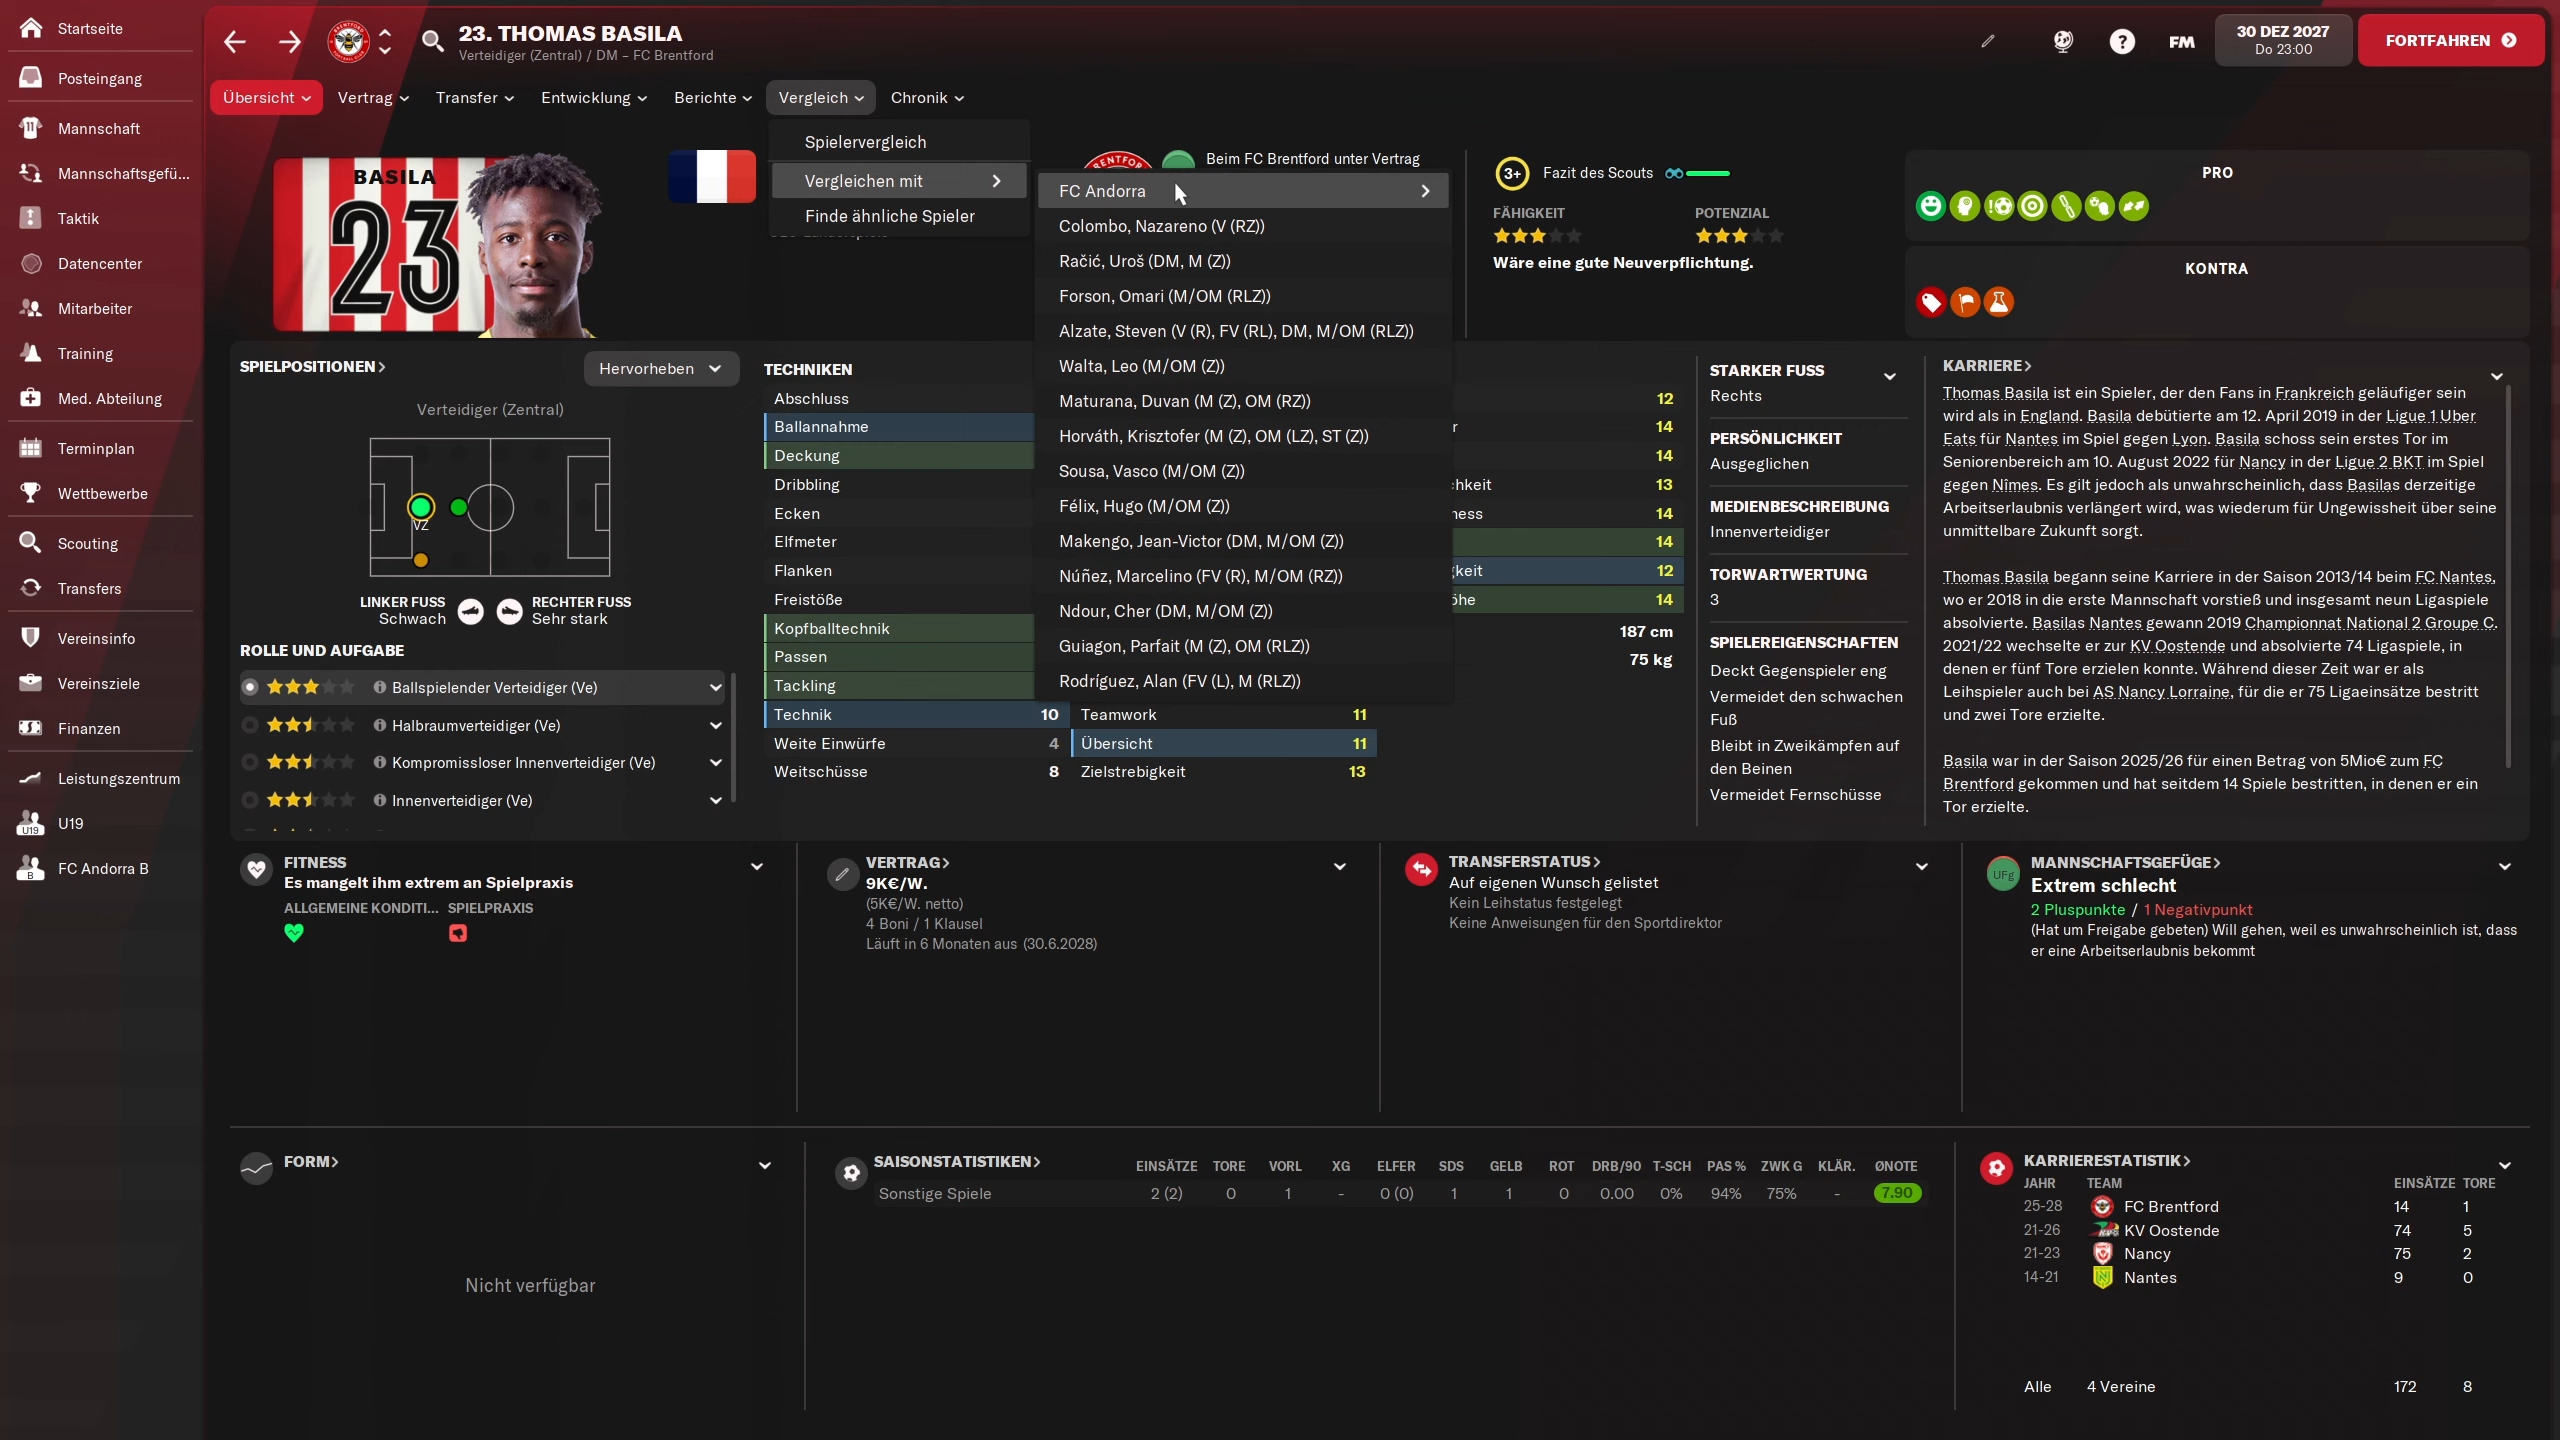 Startseite
Posteingang
Mannschaft
Mannschaftsgefü...
Taktik
Datencenter
Mitarbeiter
Training
Med. Abteilung
Terminplan
Wettbewerbe
Scouting
Transfers
Vereinsinfo
Vereinsziele
Finanzen
Leistungszentrum
U19
FC Andorra B
23. THOMAS BASILA
Verteidiger (Zentral) / DM – FC Brentford
FM
30 DEZ 2027
Do 23:00
FORTFAHREN
Übersicht
Vertrag
Transfer
Entwicklung
Berichte
Vergleich
Chronik
Spielervergleich
Vergleichen mit
Finde ähnliche Spieler
FC Andorra
Colombo, Nazareno (V (RZ))
Račić, Uroš (DM, M (Z))
Forson, Omari (M/OM (RLZ))
Alzate, Steven (V (R), FV (RL), DM, M/OM (RLZ))
Walta, Leo (M/OM (Z))
Maturana, Duvan (M (Z), OM (RZ))
Horváth, Krisztofer (M (Z), OM (LZ), ST (Z))
Sousa, Vasco (M/OM (Z))
Félix, Hugo (M/OM (Z))
Makengo, Jean-Victor (DM, M/OM (Z))
Núñez, Marcelino (FV (R), M/OM (RZ))
Ndour, Cher (DM, M/OM (Z))
Guiagon, Parfait (M (Z), OM (RLZ))
Rodríguez, Alan (FV (L), M (RLZ))
BASILA
23
Beim FC Brentford unter Vertrag
3+
Fazit des Scouts
FÄHIGKEIT
POTENZIAL
Wäre eine gute Neuverpflichtung.
PRO
KONTRA
SPIELPOSITIONEN
Hervorheben
Verteidiger (Zentral)
VZ
LINKER FUSS
Schwach
RECHTER FUSS
Sehr stark
ROLLE UND AUFGABE
Ballspielender Verteidiger (Ve)
Halbraumverteidiger (Ve)
Kompromissloser Innenverteidiger (Ve)
Innenverteidiger (Ve)
TECHNIKEN
Abschluss
Ballannahme
Deckung
Dribbling
Ecken
Elfmeter
Flanken
Freistöße
Kopfballtechnik
Passen
Tackling
Technik 10
Weite Einwürfe 4
Weitschüsse 8
Teamwork 11
Übersicht 11
Zielstrebigkeit 13
12
r 14
14
hkeit 13
ness 14
14
gkeit 12
öhe 14
187 cm
75 kg
STARKER FUSS
Rechts
PERSÖNLICHKEIT
Ausgeglichen
MEDIENBESCHREIBUNG
Innenverteidiger
TORWARTWERTUNG
3
SPIELEREIGENSCHAFTEN
Deckt Gegenspieler eng
Vermeidet den schwachen
Fuß
Bleibt in Zweikämpfen auf
den Beinen
Vermeidet Fernschüsse
KARRIERE
Thomas Basila ist ein Spieler, der den Fans in Frankreich geläufiger sein
wird als in England. Basila debütierte am 12. April 2019 in der Ligue 1 Uber
Eats für Nantes im Spiel gegen Lyon. Basila schoss sein erstes Tor im
Seniorenbereich am 10. August 2022 für Nancy in der Ligue 2 BKT im Spiel
gegen Nîmes. Es gilt jedoch als unwahrscheinlich, dass Basilas derzeitige
Arbeitserlaubnis verlängert wird, was wiederum für Ungewissheit über seine
unmittelbare Zukunft sorgt.
Thomas Basila begann seine Karriere in der Saison 2013/14 beim FC Nantes,
wo er 2018 in die erste Mannschaft vorstieß und insgesamt neun Ligaspiele
absolvierte. Basilas Nantes gewann 2019 Championnat National 2 Groupe C.
2021/22 wechselte er zur KV Oostende und absolvierte 74 Ligaspiele, in
denen er fünf Tore erzielen konnte. Während dieser Zeit war er als
Leihspieler auch bei AS Nancy Lorraine, für die er 75 Ligaeinsätze bestritt
und zwei Tore erzielte.
Basila war in der Saison 2025/26 für einen Betrag von 5Mio€ zum FC
Brentford gekommen und hat seitdem 14 Spiele bestritten, in denen er ein
Tor erzielte.
FITNESS
Es mangelt ihm extrem an Spielpraxis
ALLGEMEINE KONDITI... SPIELPRAXIS
VERTRAG
9K€/W.
(5K€/W. netto)
4 Boni / 1 Klausel
Läuft in 6 Monaten aus (30.6.2028)
TRANSFERSTATUS
Auf eigenen Wunsch gelistet
Kein Leihstatus festgelegt
Keine Anweisungen für den Sportdirektor
UFg
MANNSCHAFTSGEFÜGE
Extrem schlecht
2 Pluspunkte / 1 Negativpunkt
(Hat um Freigabe gebeten) Will gehen, weil es unwahrscheinlich ist, dass
er eine Arbeitserlaubnis bekommt
FORM
Nicht verfügbar
SAISONSTATISTIKEN EINSÄTZE TORE VORL XG ELFER SDS GELB ROT DRB/90 T-SCH PAS % ZWK G KLÄR. ØNOTE
Sonstige Spiele 2 (2) 0 1 - 0 (0) 1 1 0 0.00 0% 94% 75% - 7.90
KARRIERESTATISTIK
JAHR TEAM EINSÄTZE TORE
25-28 FC Brentford 14 1
21-26 KV Oostende 74 5
21-23 Nancy 75 2
14-21 Nantes 9 0
Alle 4 Vereine 172 8